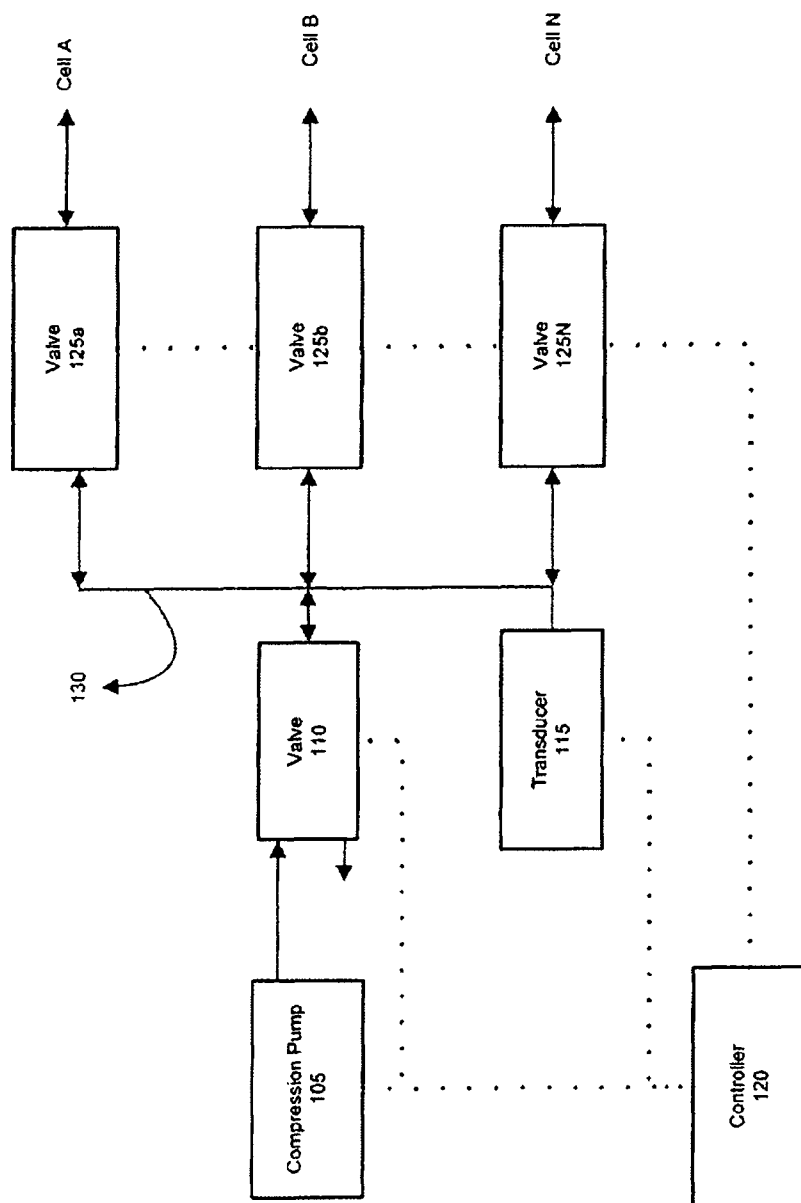 Cell A
Cell B
Cell N
Valve
125a
Valve
125b
Valve
125N
130
Valve
110
Transducer
115
Compression Pump
105
Controller
120